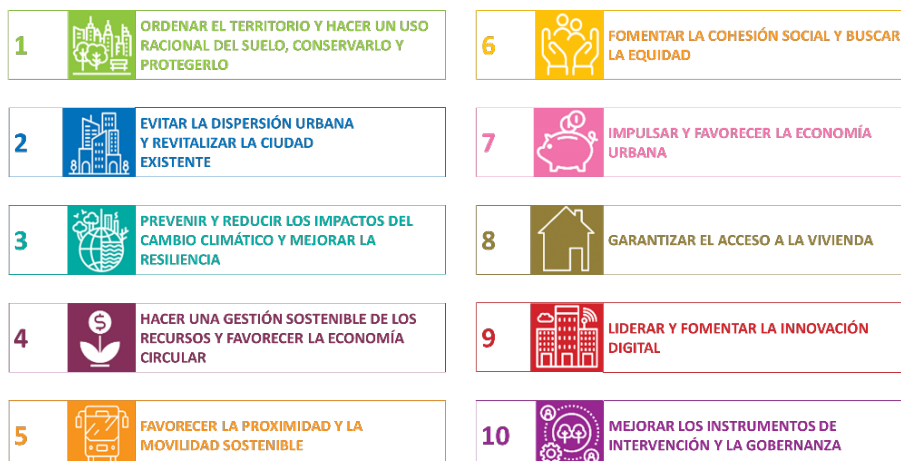 1
ORDENAR EL TERRITORIO Y HACER UN USO
RACIONAL DEL SUELO, CONSERVARLO Y
PROTEGERLO
2
EVITAR LA DISPERSIÓN URBANA
Y REVITALIZAR LA CIUDAD
EXISTENTE
3
PREVENIR Y REDUCIR LOS IMPACTOS DEL
CAMBIO CLIMÁTICO Y MEJORAR LA
RESILIENCIA
4
$
HACER UNA GESTIÓN SOSTENIBLE DE LOS
RECURSOS Y FAVORECER LA ECONOMÍA
CIRCULAR
5
FAVORECER LA PROXIMIDAD Y LA
MOVILIDAD SOSTENIBLE
6
FOMENTAR LA COHESIÓN SOCIAL Y BUSCAR
LA EQUIDAD
7
IMPULSAR Y FAVORECER LA ECONOMÍA
URBANA
8
GARANTIZAR EL ACCESO A LA VIVIENDA
9
LIDERAR Y FOMENTAR LA INNOVACIÓN
DIGITAL
10
MEJORAR LOS INSTRUMENTOS DE
INTERVENCIÓN Y LA GOBERNANZA